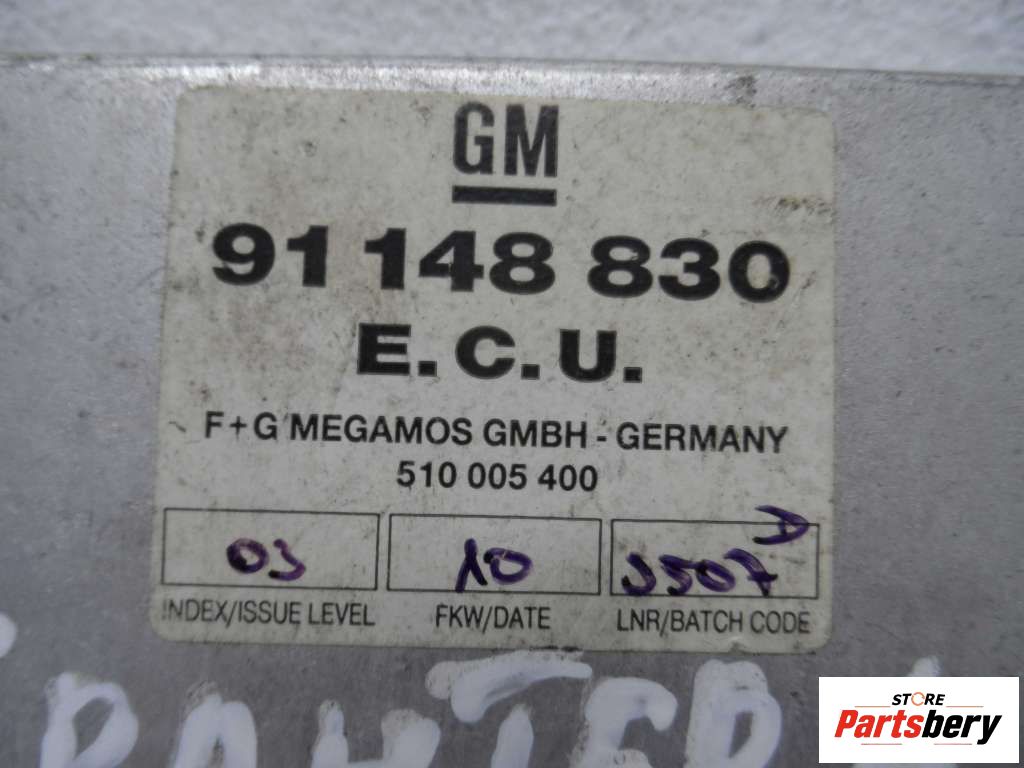 GM
91 148 830
E.C.U.
F+G MEGAMOS GMBH - GERMANY
510 005 400
03 10 3507 A
INDEX/ISSUE LEVEL FKW/DATE LNR/BATCH CODE
STORE
Partsbery